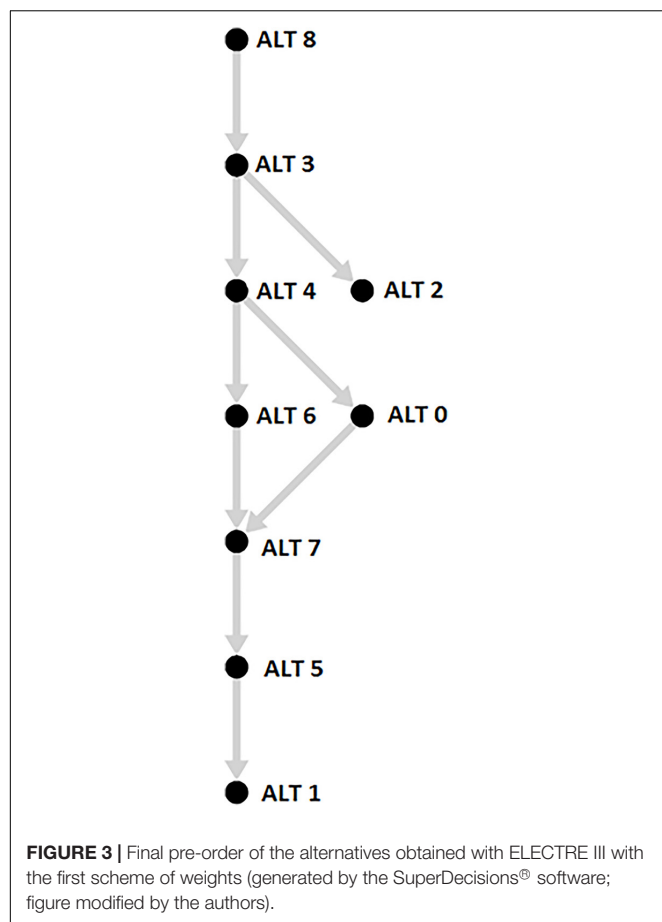 ALT 8
ALT 3
ALT 4
ALT 2
ALT 6
ALT 0
ALT 7
ALT 5
ALT 1
FIGURE 3 | Final pre-order of the alternatives obtained with ELECTRE III with
the first scheme of weights (generated by the SuperDecisions® software;
figure modified by the authors).